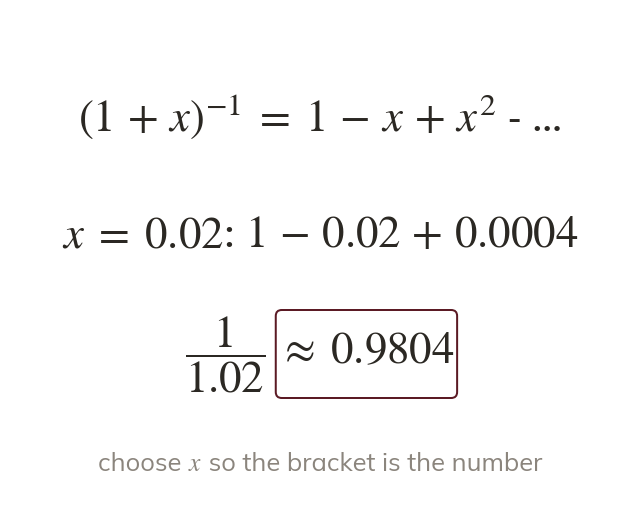 (1 + x)⁻¹ = 1 − x + x² - ...
x = 0.02: 1 − 0.02 + 0.0004
1/1.02 ≈ 0.9804
choose x so the bracket is the number